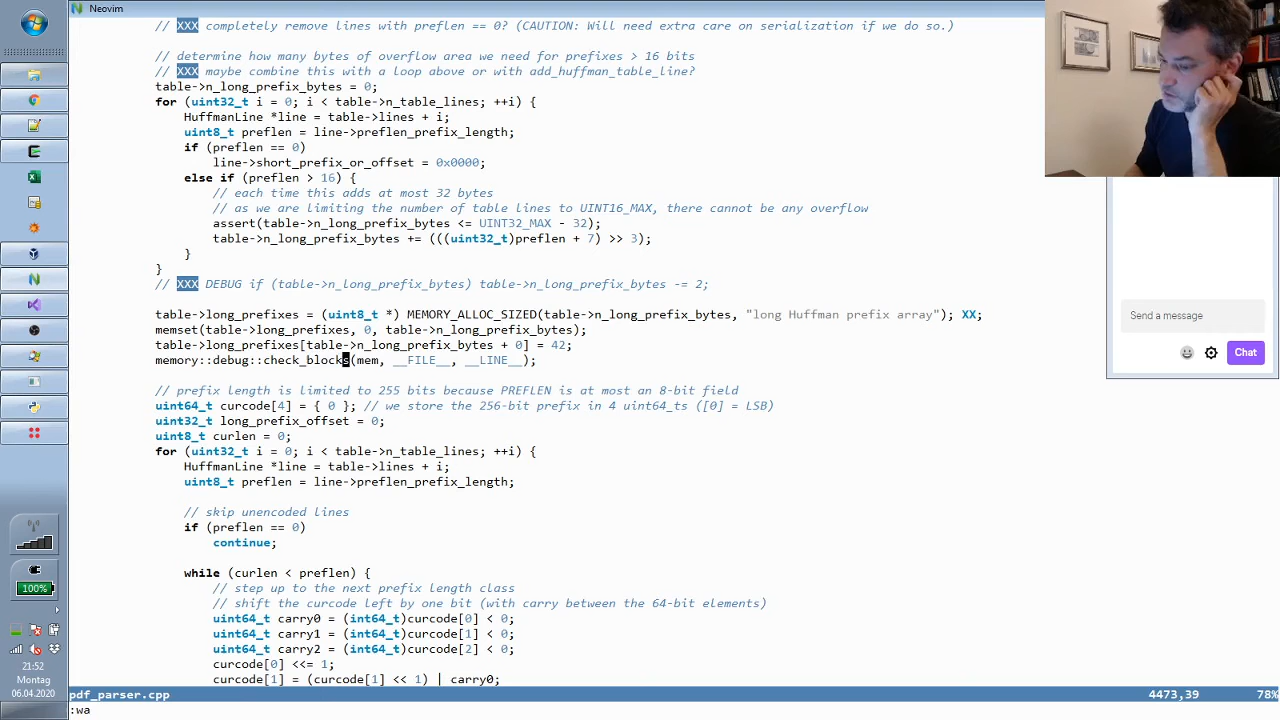 Neovim
// XXX completely remove lines with preflen == 0? (CAUTION: Will need extra care on serialization if we do so.)
// determine how many bytes of overflow area we need for prefixes > 16 bits
// XXX maybe combine this with a loop above or with add_huffman_table_line?
table->n_long_prefix_bytes = 0;
for (uint32_t i = 0; i < table->n_table_lines; ++i) {
HuffmanLine *line = table->lines + i;
uint8_t preflen = line->preflen_prefix_length;
if (preflen == 0)
line->short_prefix_or_offset = 0x0000;
else if (preflen > 16) {
// each time this adds at most 32 bytes
// as we are limiting the number of table lines to UINT16_MAX, there cannot be any overflow
assert(table->n_long_prefix_bytes <= UINT32_MAX - 32);
table->n_long_prefix_bytes += (((uint32_t)preflen + 7) >> 3);
}
}
// XXX DEBUG if (table->n_long_prefix_bytes) table->n_long_prefix_bytes -= 2;
table->long_prefixes = (uint8_t *) MEMORY_ALLOC_SIZED(table->n_long_prefix_bytes, "long Huffman prefix array"); XX;
memset(table->long_prefixes, 0, table->n_long_prefix_bytes);
table->long_prefixes[table->n_long_prefix_bytes + 0] = 42;
memory::debug::check_blocks(mem, __FILE__, __LINE__);
// prefix length is limited to 255 bits because PREFLEN is at most an 8-bit field
uint64_t curcode[4] = { 0 }; // we store the 256-bit prefix in 4 uint64_ts ([0] = LSB)
uint32_t long_prefix_offset = 0;
uint8_t curlen = 0;
for (uint32_t i = 0; i < table->n_table_lines; ++i) {
HuffmanLine *line = table->lines + i;
uint8_t preflen = line->preflen_prefix_length;
// skip unencoded lines
if (preflen == 0)
continue;
while (curlen < preflen) {
// step up to the next prefix length class
// shift the curcode left by one bit (with carry between the 64-bit elements)
uint64_t carry0 = (int64_t)curcode[0] < 0;
uint64_t carry1 = (int64_t)curcode[1] < 0;
uint64_t carry2 = (int64_t)curcode[2] < 0;
curcode[0] <<= 1;
curcode[1] = (curcode[1] << 1) | carry0;
pdf_parser.cpp 4473,39 78%
:wa
Send a message
Chat
100%
21:52
Montag
06.04.2020